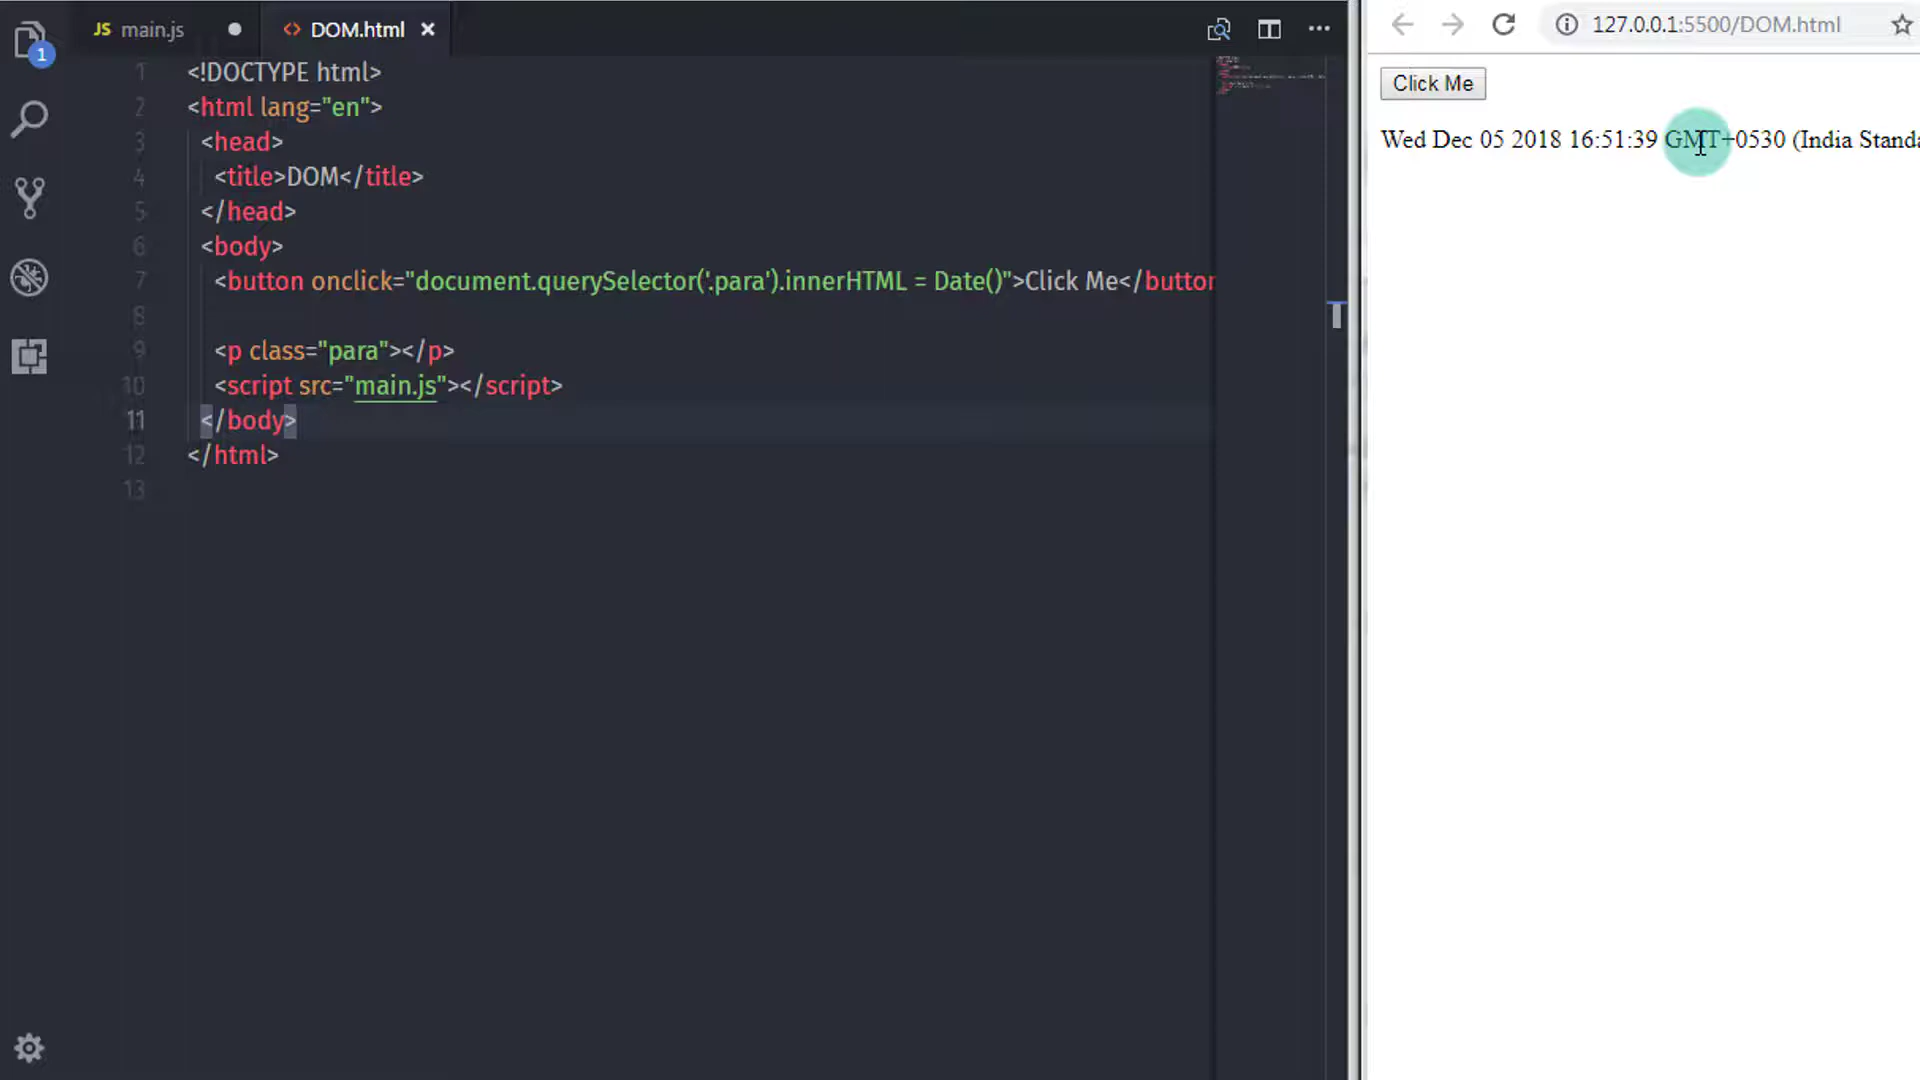 JS main.js
<> DOM.html
1
1 <!DOCTYPE html>
2 <html lang="en">
3 <head>
4 <title>DOM</title>
5 </head>
6 <body>
7 <button onclick="document.querySelector('.para').innerHTML = Date()">Click Me</button
8
9 <p class="para"></p>
10 <script src="main.js"></script>
11 </body>
12 </html>
13
127.0.0.1:5500/DOM.html
Click Me
Wed Dec 05 2018 16:51:39 GMT+0530 (India Standa